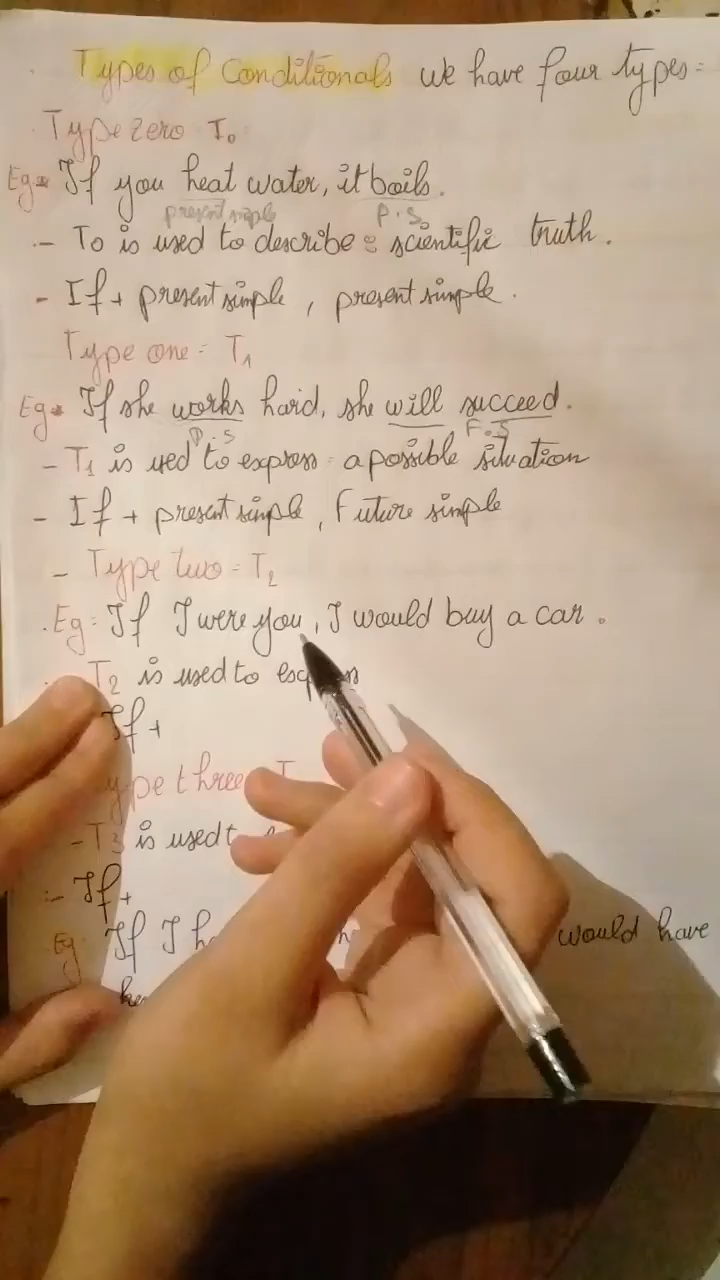 Types of Conditionals we have four types =
Type zero T0
Eg If you heat water, it boils.
present simple P.S
- To is used to describe = scientific truth.
- If + present simple, present simple.
Type one = T1
Eg If she works hard, she will succeed.
P.S F.S
- T1 is used to express = a possible situation
- If + present simple, Future simple
- Type two = T2
Eg: If I were you, I would buy a car.
T2 is used to
If +
type three
- T3 is used
- If +
Eg If I would have